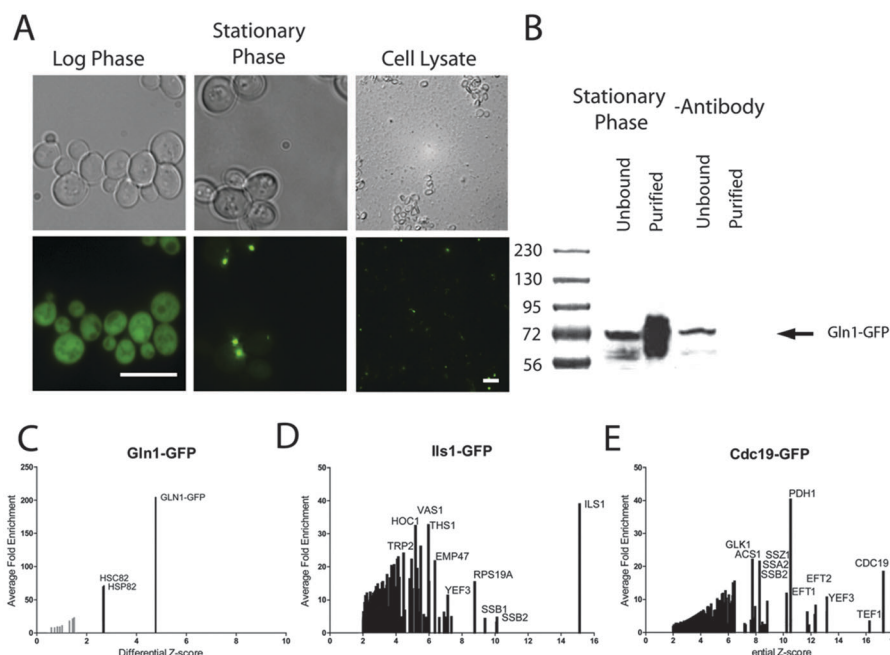 A
Log Phase
Stationary
Phase
Cell Lysate
B
Stationary
Phase
-Antibody
Unbound
Purified
Unbound
Purified
230
130
95
72
56
Gln1-GFP
C
Gln1-GFP
Average Fold Enrichment
250
200
150
100
50
0
GLN1-GFP
HSC82
HSP82
0
2
4
6
8
10
Differential Z-score
D
Ils1-GFP
Average Fold Enrichment
50
40
30
20
10
0
VAS1
HOC1
THS1
TRP2
EMP47
YEF3
RPS19A
SSB1
SSB2
ILS1
0
2
4
6
8
10
12
14
16
Differential Z-score
E
Cdc19-GFP
Average Fold Enrichment
50
40
30
20
10
0
PDH1
GLK1
ACS1
SSZ1
SSA2
SSB2
EFT2
EFT1
YEF3
CDC19
TEF1
0
2
4
6
8
10
12
14
16
ential Z-score